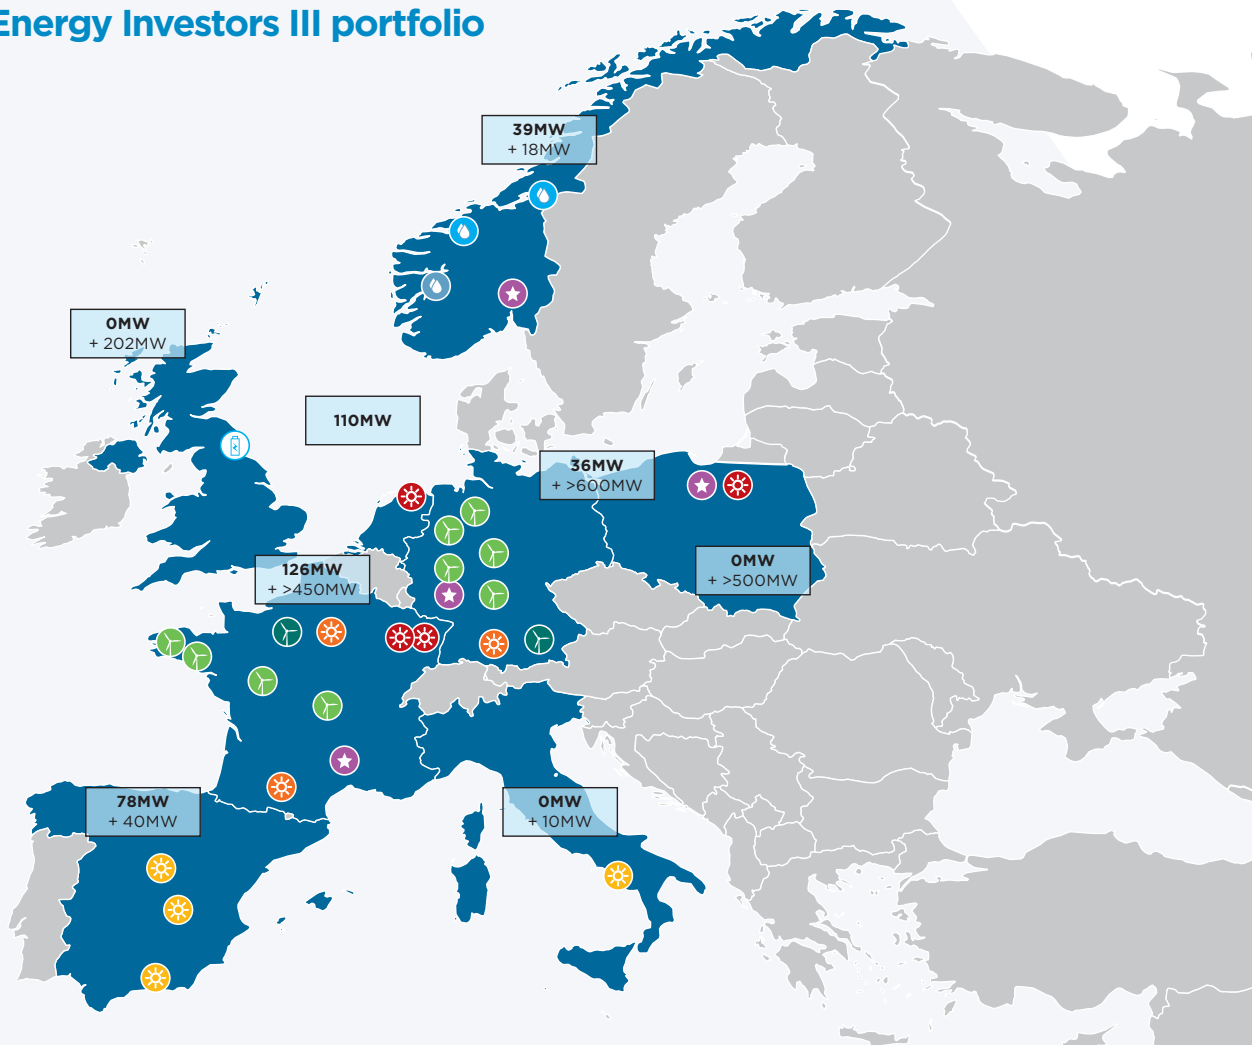 Energy Investors III portfolio
39MW
+ 18MW
0MW
+ 202MW
110MW
36MW
+ >600MW
0MW
+ >500MW
126MW
+ >450MW
78MW
+ 40MW
0MW
+ 10MW